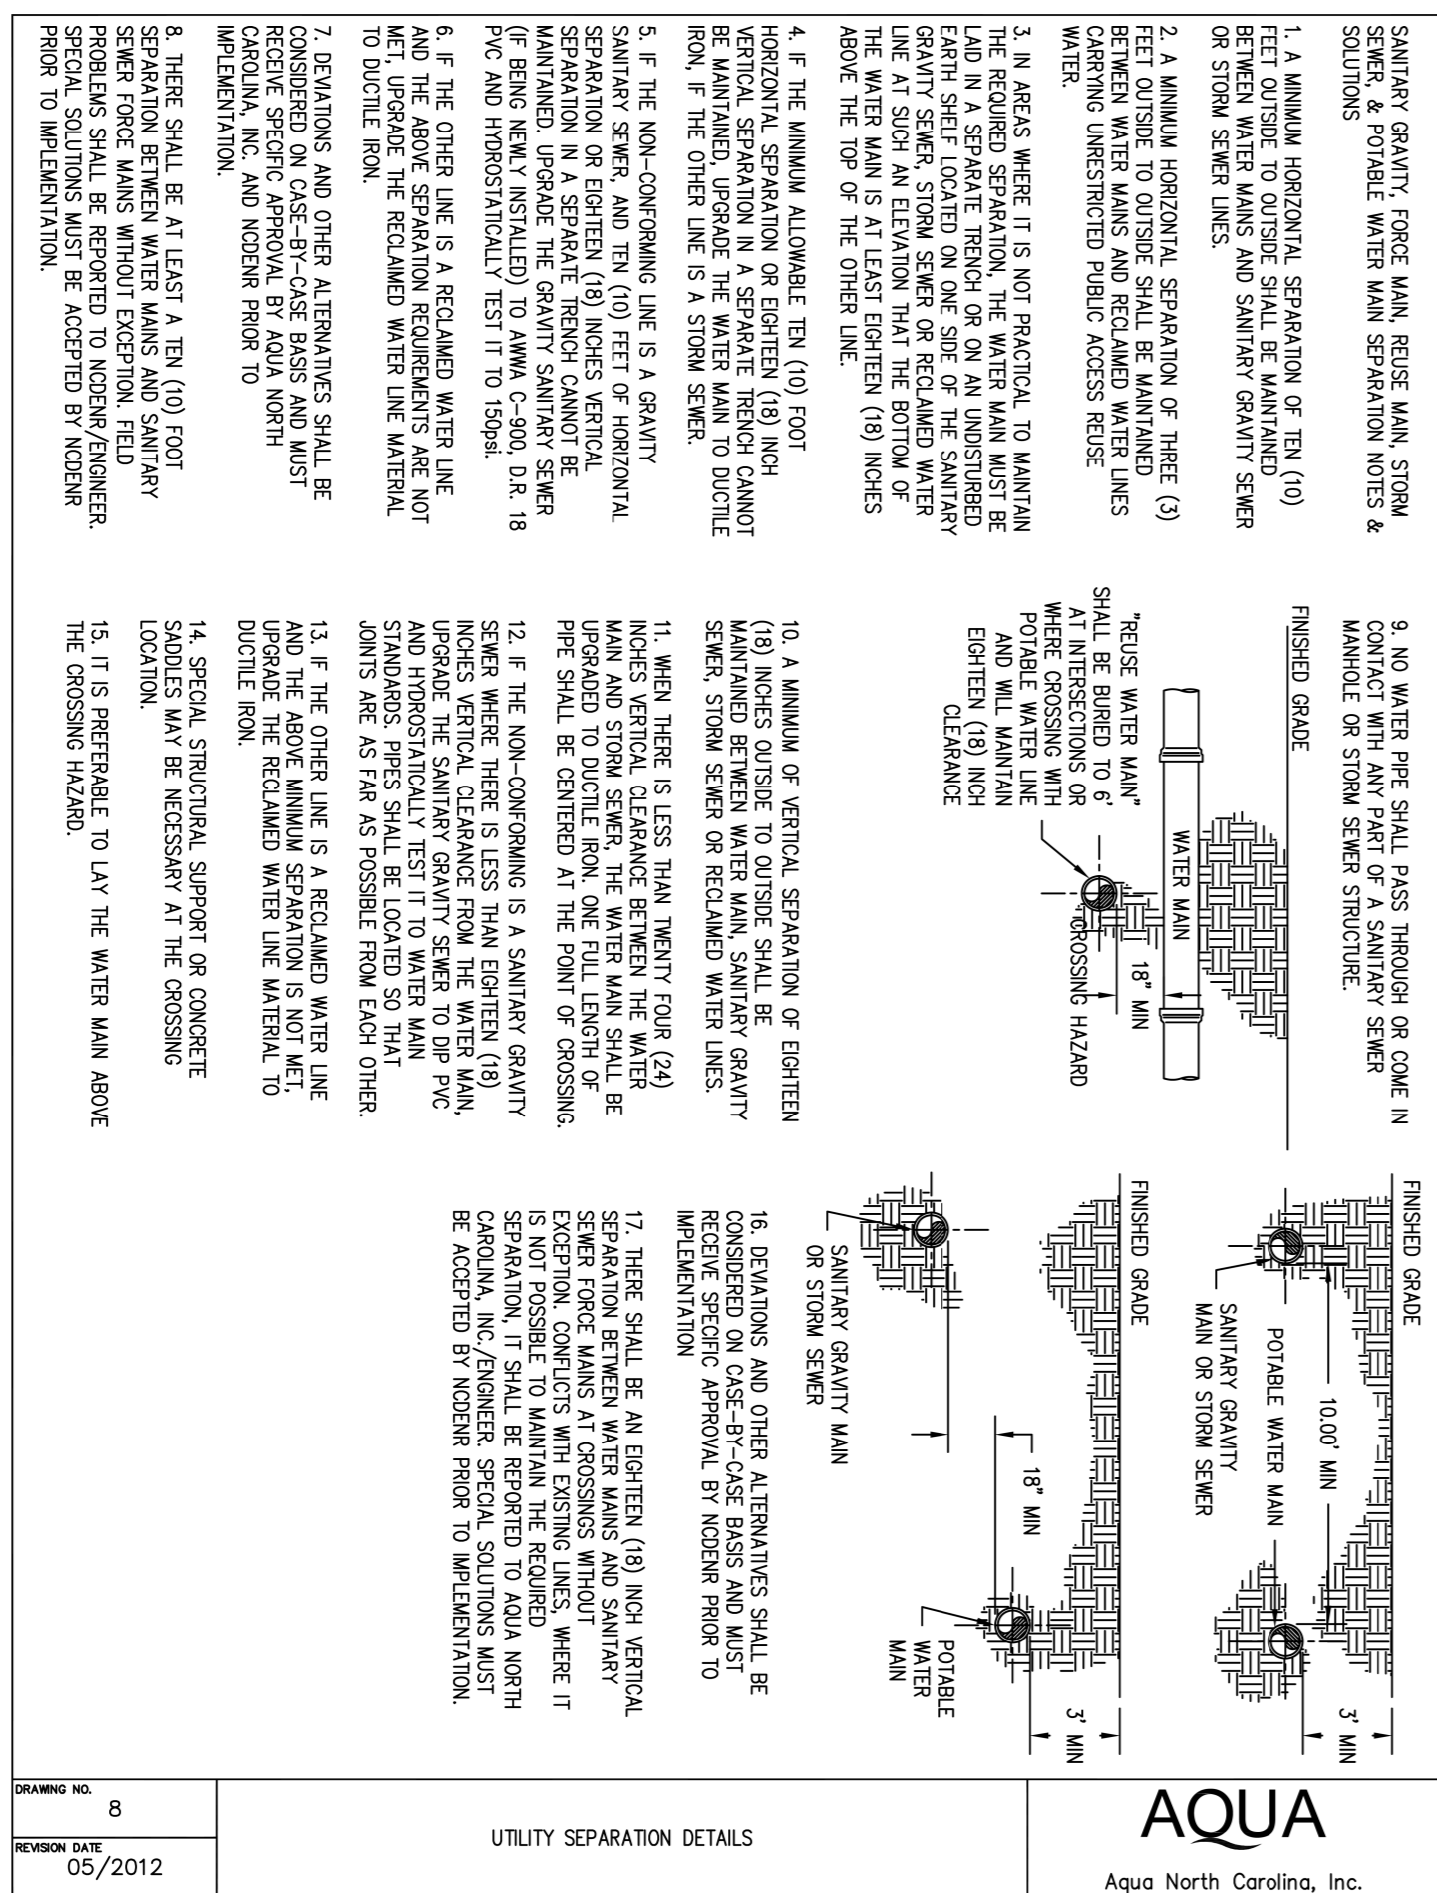 SANITARY GRAVITY, FORCE MAIN, REUSE MAIN, STORM
SEWER, & POTABLE WATER MAIN SEPARATION NOTES &
SOLUTIONS
1. A MINIMUM HORIZONTAL SEPARATION OF TEN (10)
FEET OUTSIDE TO OUTSIDE SHALL BE MAINTAINED
BETWEEN WATER MAINS AND SANITARY GRAVITY SEWER
OR STORM SEWER LINES.
2. A MINIMUM HORIZONTAL SEPARATION OF THREE (3)
FEET OUTSIDE TO OUTSIDE SHALL BE MAINTAINED
BETWEEN WATER MAINS AND RECLAIMED WATER LINES
CARRYING UNRESTRICTED PUBLIC ACCESS REUSE
WATER.
3. IN AREAS WHERE IT IS NOT PRACTICAL TO MAINTAIN
THE REQUIRED SEPARATION, THE WATER MAIN MUST BE
LAID IN A SEPARATE TRENCH OR ON AN UNDISTURBED
EARTH SHELF LOCATED ON ONE SIDE OF THE SANITARY
GRAVITY SEWER, STORM SEWER OR RECLAIMED WATER
LINE AT SUCH AN ELEVATION THAT THE BOTTOM OF
THE WATER MAIN IS AT LEAST EIGHTEEN (18) INCHES
ABOVE THE TOP OF THE OTHER LINE.
4. IF THE MINIMUM ALLOWABLE TEN (10) FOOT
HORIZONTAL SEPARATION OR EIGHTEEN (18) INCH
VERTICAL SEPARATION IN A SEPARATE TRENCH CANNOT
BE MAINTAINED, UPGRADE THE WATER MAIN TO DUCTILE
IRON, IF THE OTHER LINE IS A STORM SEWER.
5. IF THE NON-CONFORMING LINE IS A GRAVITY
SANITARY SEWER, AND TEN (10) FEET OF HORIZONTAL
SEPARATION OR EIGHTEEN (18) INCHES VERTICAL
SEPARATION IN A SEPARATE TRENCH CANNOT BE
MAINTAINED. UPGRADE THE GRAVITY SANITARY SEWER
(IF BEING NEWLY INSTALLED) TO AWWA C-900, D.R. 18
PVC AND HYDROSTATICALLY TEST IT TO 150psi.
6. IF THE OTHER LINE IS A RECLAIMED WATER LINE
AND THE ABOVE SEPARATION REQUIREMENTS ARE NOT
MET, UPGRADE THE RECLAIMED WATER LINE MATERIAL
TO DUCTILE IRON.
7. DEVIATIONS AND OTHER ALTERNATIVES SHALL BE
CONSIDERED ON CASE-BY-CASE BASIS AND MUST
RECEIVE SPECIFIC APPROVAL BY AQUA NORTH
CAROLINA, INC. AND NCDENR PRIOR TO
IMPLEMENTATION.
8. THERE SHALL BE AT LEAST A TEN (10) FOOT
SEPARATION BETWEEN WATER MAINS AND SANITARY
SEWER FORCE MAINS WITHOUT EXCEPTION. FIELD
PROBLEMS SHALL BE REPORTED TO NCDENR/ENGINEER.
SPECIAL SOLUTIONS MUST BE ACCEPTED BY NCDENR
PRIOR TO IMPLEMENTATION.
9. NO WATER PIPE SHALL PASS THROUGH OR COME IN
CONTACT WITH ANY PART OF A SANITARY SEWER
MANHOLE OR STORM SEWER STRUCTURE.
FINISHED GRADE
WATER MAIN
18" MIN
CROSSING HAZARD
"REUSE WATER MAIN"
SHALL BE BURIED TO 6'
AT INTERSECTIONS OR
WHERE CROSSING WITH
POTABLE WATER LINE
AND WILL MAINTAIN
EIGHTEEN (18) INCH
CLEARANCE
10. A MINIMUM OF VERTICAL SEPARATION OF EIGHTEEN
(18) INCHES OUTSIDE TO OUTSIDE SHALL BE
MAINTAINED BETWEEN WATER MAIN, SANITARY GRAVITY
SEWER, STORM SEWER OR RECLAIMED WATER LINES.
11. WHEN THERE IS LESS THAN TWENTY FOUR (24)
INCHES VERTICAL CLEARANCE BETWEEN THE WATER
MAIN AND STORM SEWER, THE WATER MAIN SHALL BE
UPGRADED TO DUCTILE IRON. ONE FULL LENGTH OF
PIPE SHALL BE CENTERED AT THE POINT OF CROSSING.
12. IF THE NON-CONFORMING IS A SANITARY GRAVITY
SEWER WHERE THERE IS LESS THAN EIGHTEEN (18)
INCHES VERTICAL CLEARANCE FROM THE WATER MAIN,
UPGRADE THE SANITARY GRAVITY SEWER TO DIP PVC
AND HYDROSTATICALLY TEST IT TO WATER MAIN
STANDARDS. PIPES SHALL BE LOCATED SO THAT
JOINTS ARE AS FAR AS POSSIBLE FROM EACH OTHER.
13. IF THE OTHER LINE IS A RECLAIMED WATER LINE
AND THE ABOVE MINIMUM SEPARATION IS NOT MET,
UPGRADE THE RECLAIMED WATER LINE MATERIAL TO
DUCTILE IRON.
14. SPECIAL STRUCTURAL SUPPORT OR CONCRETE
SADDLES MAY BE NECESSARY AT THE CROSSING
LOCATION.
15. IT IS PREFERABLE TO LAY THE WATER MAIN ABOVE
THE CROSSING HAZARD.
FINISHED GRADE
10.00' MIN
3' MIN
POTABLE WATER MAIN
SANITARY GRAVITY
MAIN OR STORM SEWER
FINISHED GRADE
3' MIN
18" MIN
POTABLE
WATER
MAIN
SANITARY GRAVITY MAIN
OR STORM SEWER
16. DEVIATIONS AND OTHER ALTERNATIVES SHALL BE
CONSIDERED ON CASE-BY-CASE BASIS AND MUST
RECEIVE SPECIFIC APPROVAL BY NCDENR PRIOR TO
IMPLEMENTATION
17. THERE SHALL BE AN EIGHTEEN (18) INCH VERTICAL
SEPARATION BETWEEN WATER MAINS AND SANITARY
SEWER FORCE MAINS AT CROSSINGS WITHOUT
EXCEPTION. CONFLICTS WITH EXISTING LINES, WHERE IT
IS NOT POSSIBLE TO MAINTAIN THE REQUIRED
SEPARATION, IT SHALL BE REPORTED TO AQUA NORTH
CAROLINA, INC./ENGINEER. SPECIAL SOLUTIONS MUST
BE ACCEPTED BY NCDENR PRIOR TO IMPLEMENTATION.
DRAWING NO.
8
REVISION DATE
05/2012
UTILITY SEPARATION DETAILS
AQUA
Aqua North Carolina, Inc.